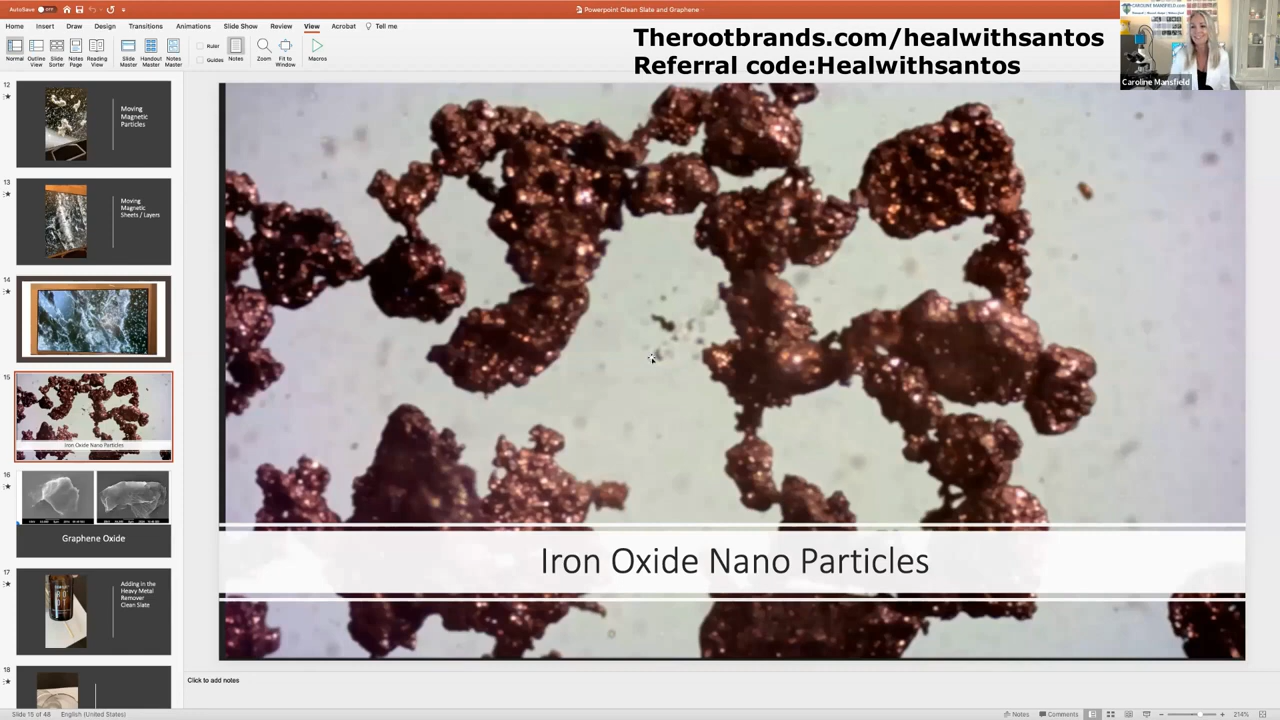 AutoSave
OFF
Powerpoint Clean Slate and Graphene
Home Insert Draw Design Transitions Animations Slide Show Review View Acrobat Tell me
Normal
Outline View
Slide Sorter
Notes Page
Reading View
Slide Master
Handout Master
Notes Master
Ruler
Guides
Notes
Zoom
Fit to Window
Macros
Therootbrands.com/healwithsantos
Referral code:Healwithsantos
CAROLINE MANSFIELD.com
Caroline Mansfield
12
Moving
Magnetic
Particles
13
Moving
Magnetic
Sheets / Layers
14
15
Iron Oxide Nano Particles
16
Graphene Oxide
17
Adding in the
Heavy Metal
Remover
Clean Slate
18
Iron Oxide Nano Particles
Click to add notes
Slide 15 of 48 English (United States)
Notes Comments 214%